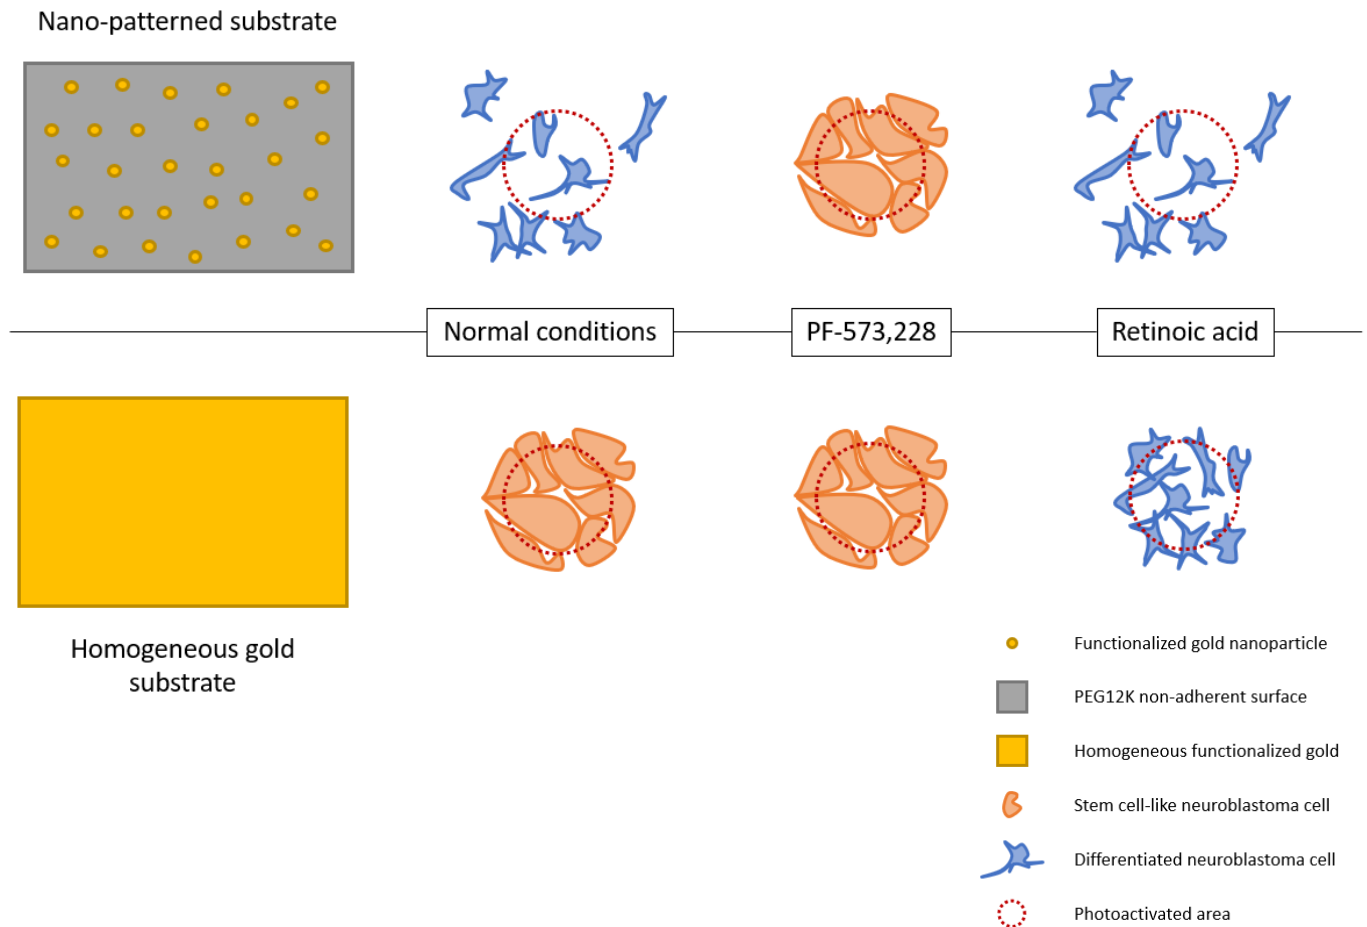 Nano-patterned substrate
Normal conditions
PF-573,228
Retinoic acid
Homogeneous gold
substrate
Functionalized gold nanoparticle
PEG12K non-adherent surface
Homogeneous functionalized gold
Stem cell-like neuroblastoma cell
Differentiated neuroblastoma cell
Photoactivated area